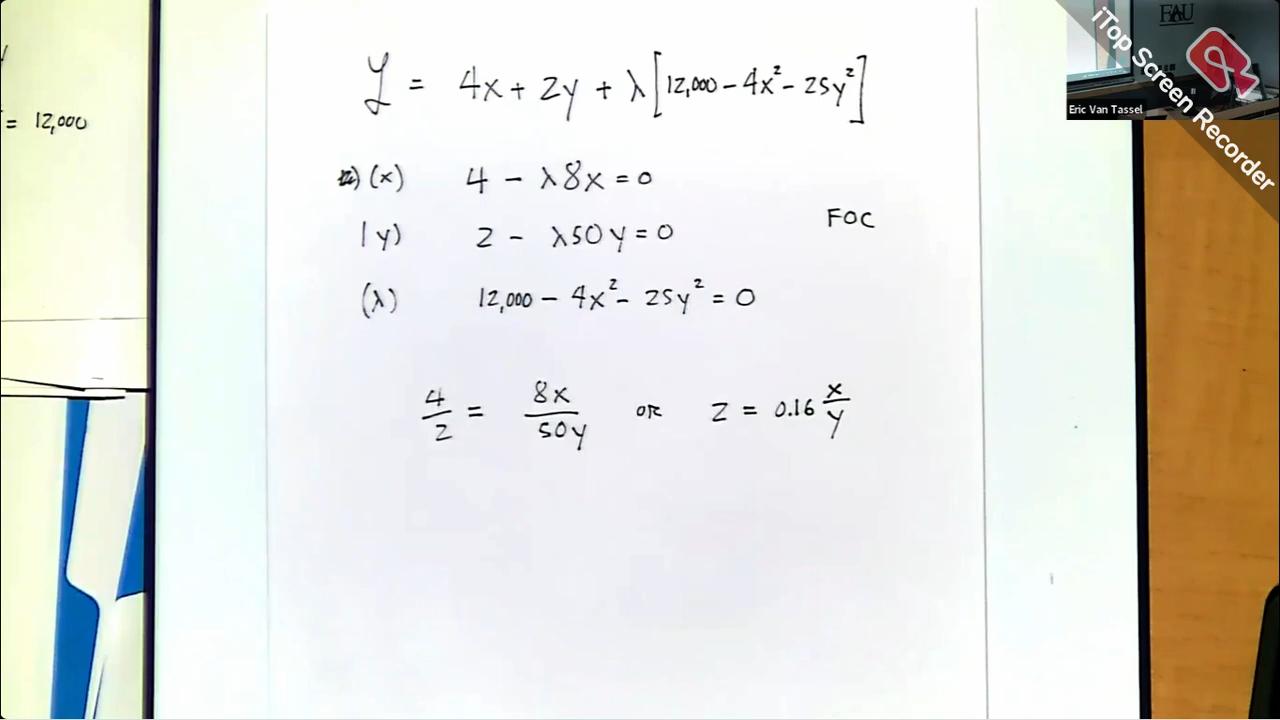 = 12,000
ℒ = 4x + 2y + λ[12,000 - 4x² - 25y²]
(x) 4 - λ8x = 0
(y) 2 - λ50y = 0
FOC
(λ) 12,000 - 4x² - 25y² = 0
4/2 = 8x/50y or 2 = 0.16 x/y
FAU
Eric Van Tassel
iTop Screen Recorder